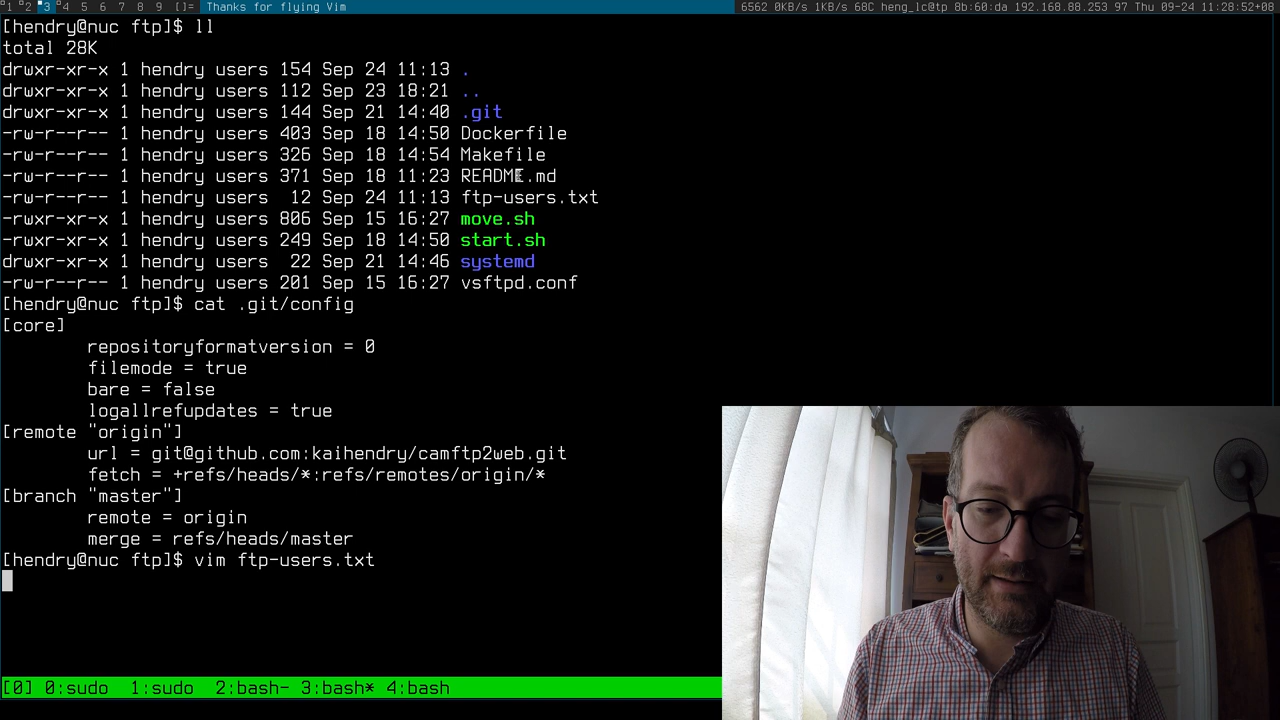 1 2 3 4 5 6 7 8 9 []= Thanks for flying Vim 6562 0KB/s 1KB/s 68C heng_lc@tp 8b:60:da 192.168.88.253 97 Thu 09-24 11:28:52+08
[hendry@nuc ftp]$ ll
total 28K
drwxr-xr-x 1 hendry users 154 Sep 24 11:13 .
drwxr-xr-x 1 hendry users 112 Sep 23 18:21 ..
drwxr-xr-x 1 hendry users 144 Sep 21 14:40 .git
-rw-r--r-- 1 hendry users 403 Sep 18 14:50 Dockerfile
-rw-r--r-- 1 hendry users 326 Sep 18 14:54 Makefile
-rw-r--r-- 1 hendry users 371 Sep 18 11:23 README.md
-rw-r--r-- 1 hendry users  12 Sep 24 11:13 ftp-users.txt
-rwxr-xr-x 1 hendry users 806 Sep 15 16:27 move.sh
-rwxr-xr-x 1 hendry users 249 Sep 18 14:50 start.sh
drwxr-xr-x 1 hendry users  22 Sep 21 14:46 systemd
-rw-r--r-- 1 hendry users 201 Sep 15 16:27 vsftpd.conf
[hendry@nuc ftp]$ cat .git/config
[core]
        repositoryformatversion = 0
        filemode = true
        bare = false
        logallrefupdates = true
[remote "origin"]
        url = git@github.com:kaihendry/camftp2web.git
        fetch = +refs/heads/*:refs/remotes/origin/*
[branch "master"]
        remote = origin
        merge = refs/heads/master
[hendry@nuc ftp]$ vim ftp-users.txt
[0] 0:sudo  1:sudo  2:bash- 3:bash* 4:bash